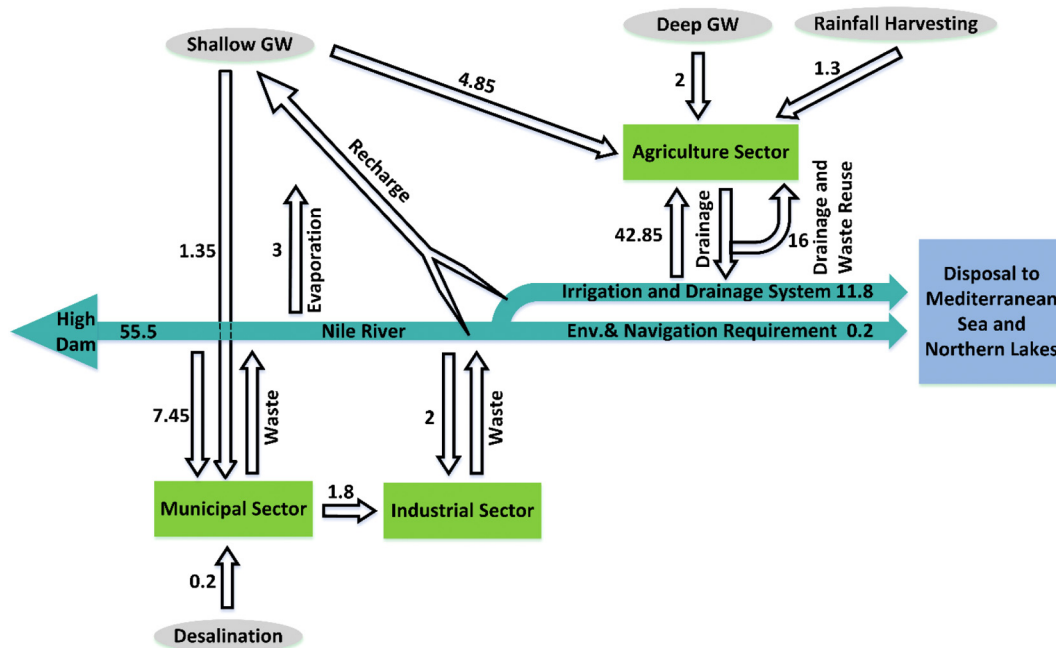 Shallow GW
Deep GW
Rainfall Harvesting
4.85
2
1.3
Agriculture Sector
Recharge
1.35
3
Evaporation
42.85
Drainage
16
Drainage and
Waste Reuse
High
Dam
55.5
Nile River
Irrigation and Drainage System 11.8
Env.& Navigation Requirement 0.2
Disposal to
Mediterranean
Sea and
Northern Lakes
7.45
Waste
2
Waste
Municipal Sector
1.8
Industrial Sector
0.2
Desalination